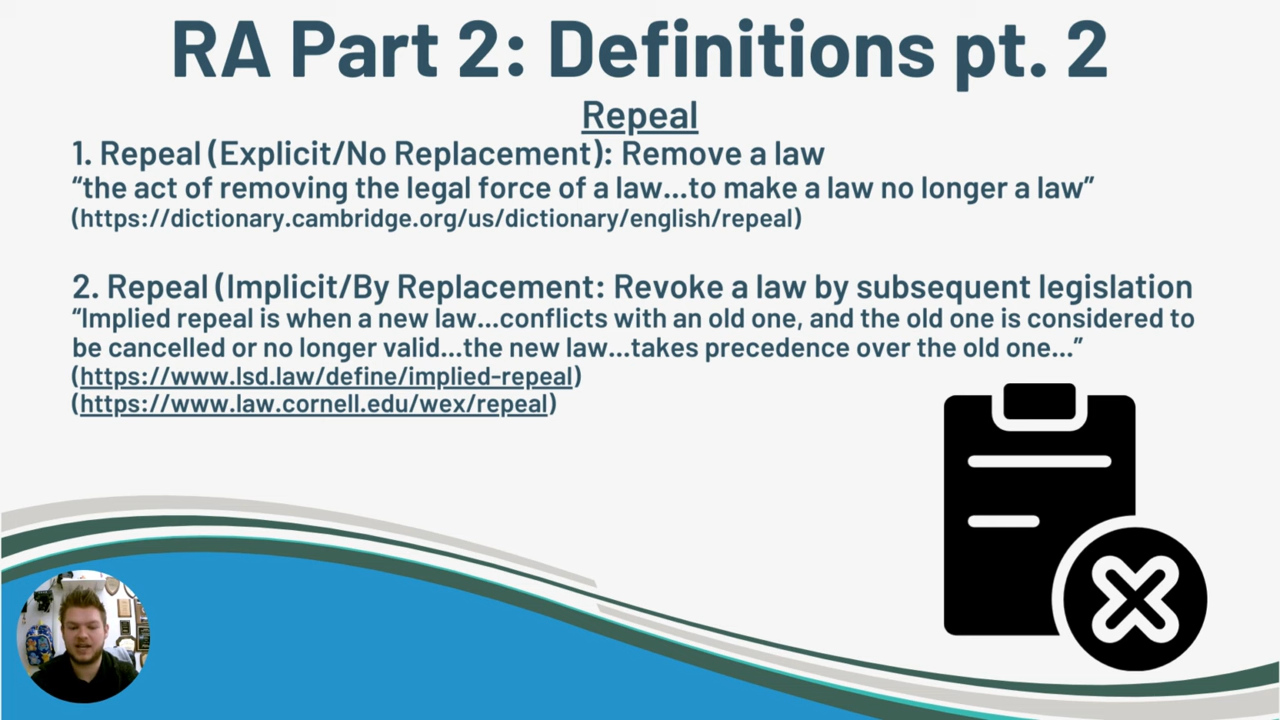 RA Part 2: Definitions pt. 2
Repeal
1. Repeal (Explicit/No Replacement): Remove a law
“the act of removing the legal force of a law...to make a law no longer a law”
(https://dictionary.cambridge.org/us/dictionary/english/repeal)
2. Repeal (Implicit/By Replacement: Revoke a law by subsequent legislation
“Implied repeal is when a new law...conflicts with an old one, and the old one is considered to
be cancelled or no longer valid...the new law...takes precedence over the old one...”
(https://www.lsd.law/define/implied-repeal)
(https://www.law.cornell.edu/wex/repeal)